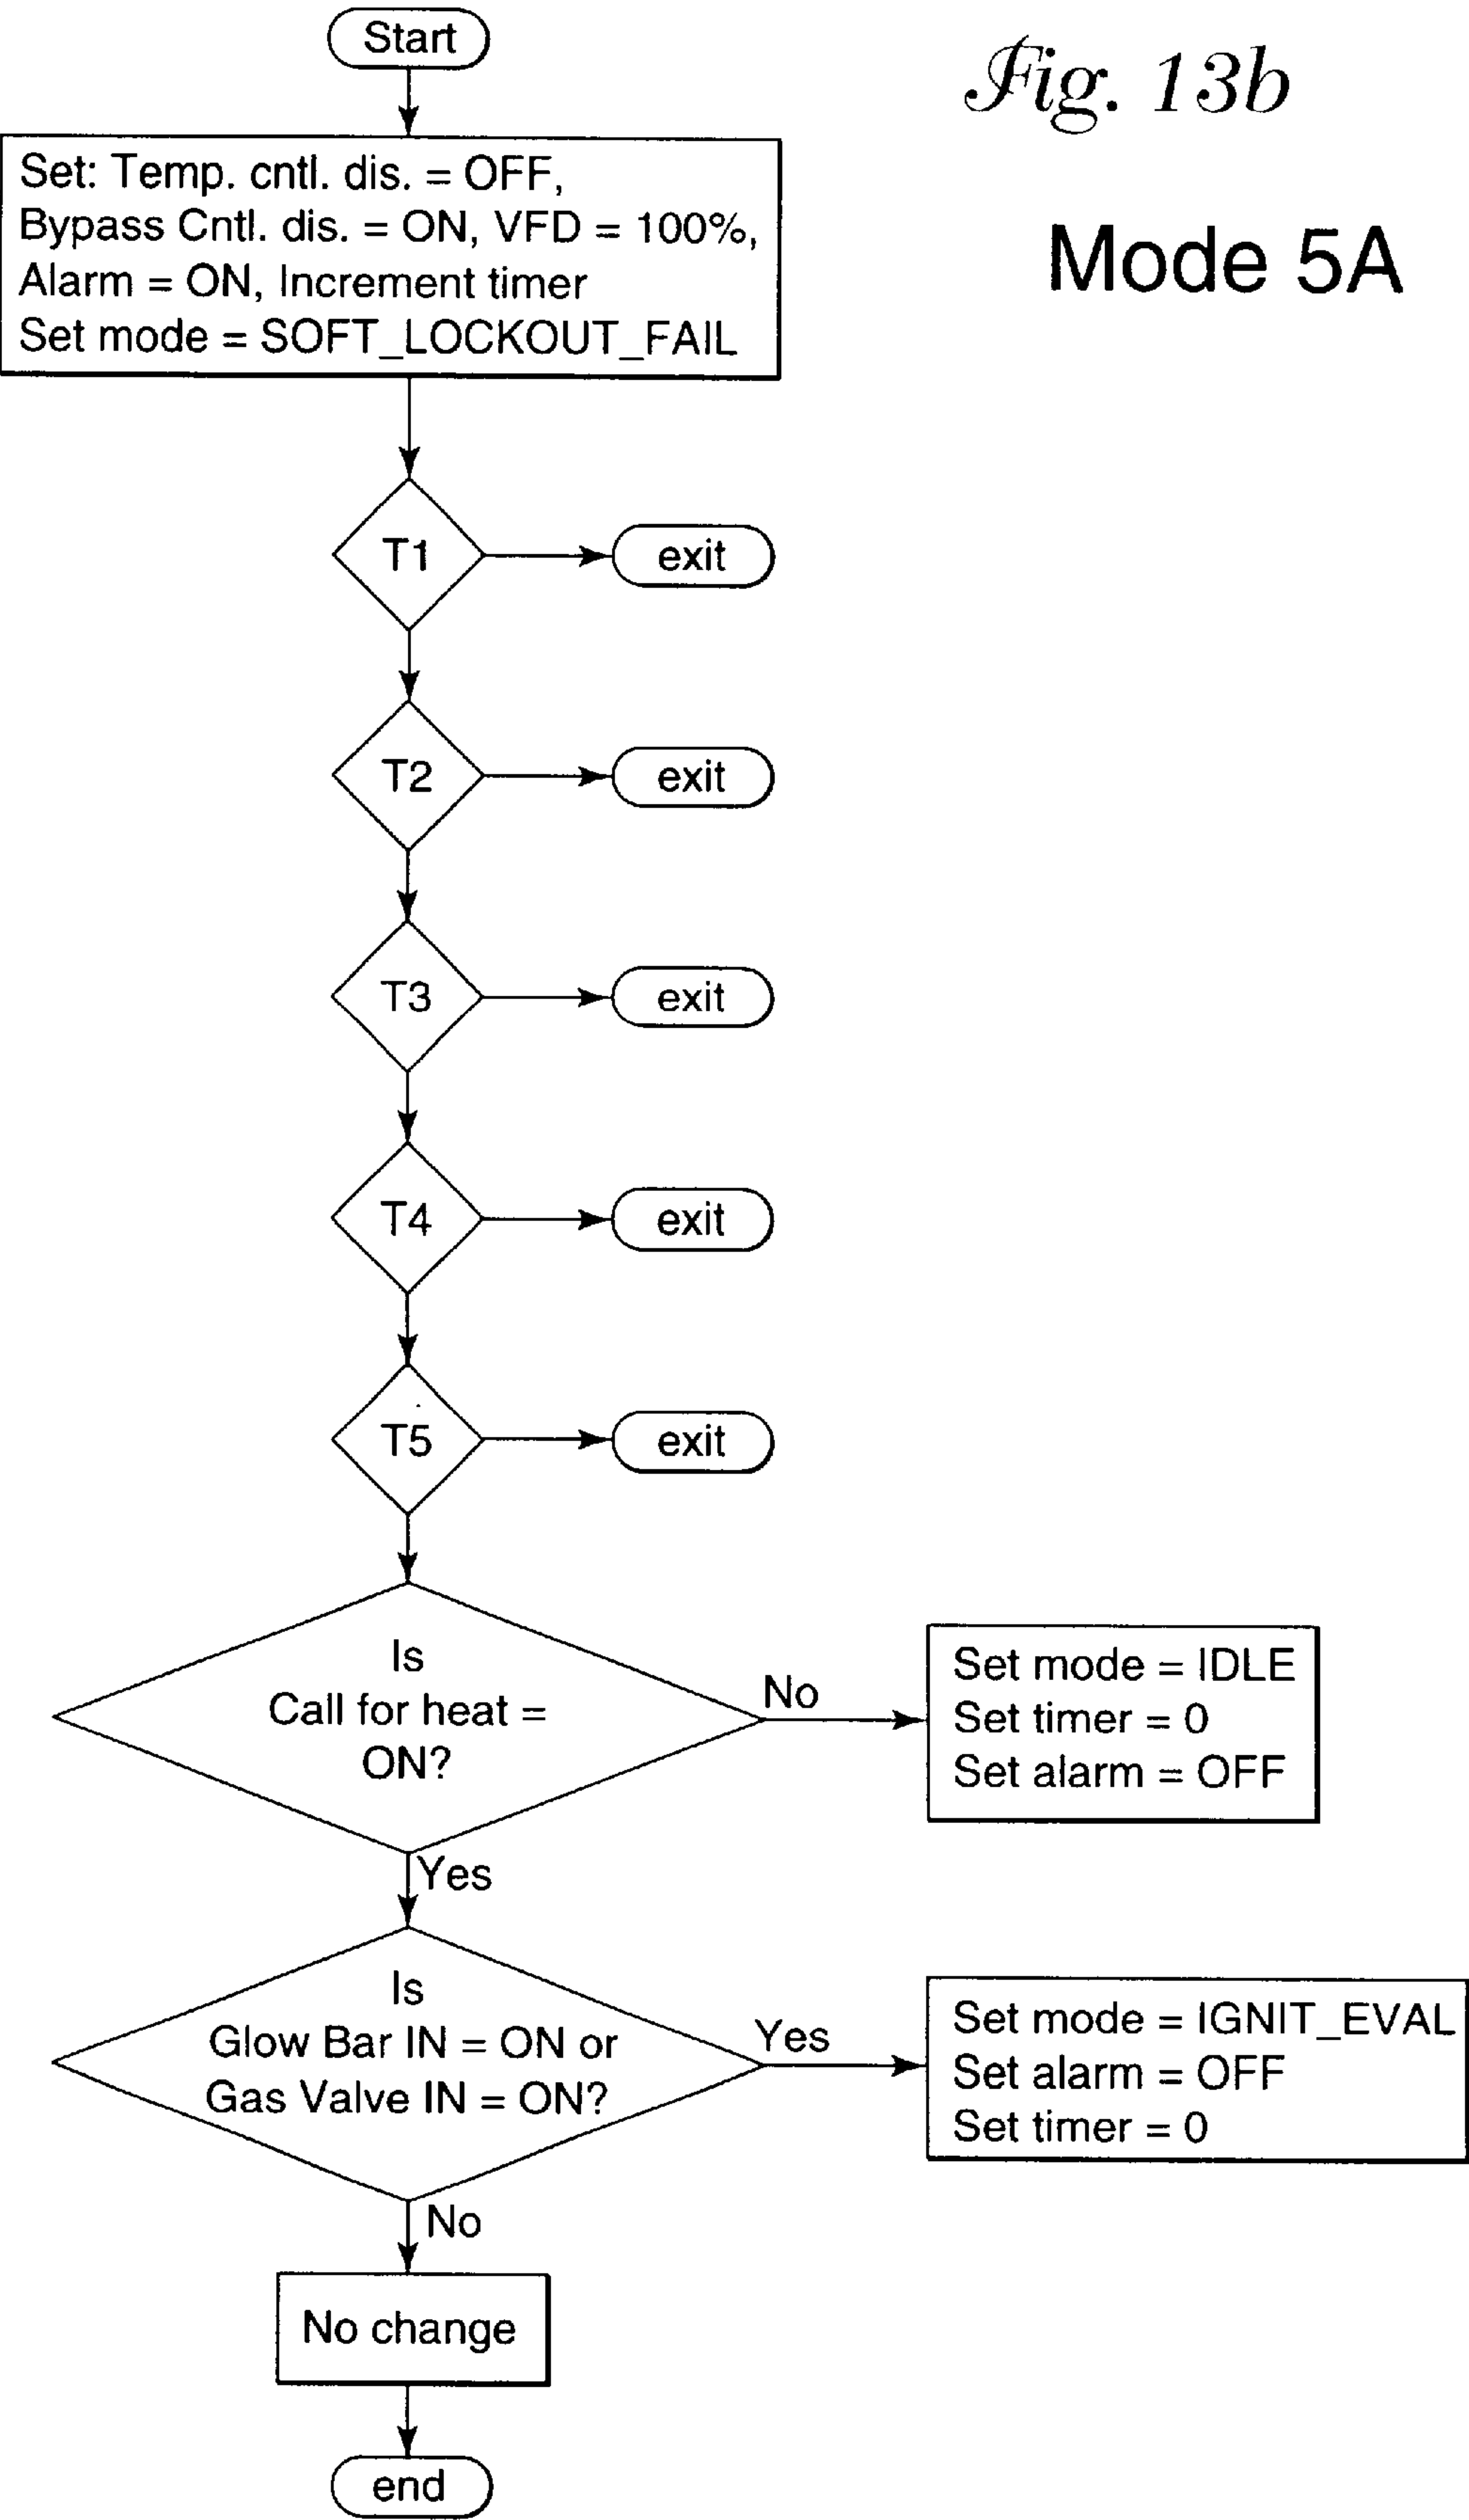 Start
Fig. 13b
Mode 5A
Set: Temp. cntl. dis. = OFF,
Bypass Cntl. dis. = ON, VFD = 100%,
Alarm = ON, Increment timer
Set mode = SOFT_LOCKOUT_FAIL
T1
exit
T2
exit
T3
exit
T4
exit
T5
exit
Is
Call for heat =
ON?
No
Set mode = IDLE
Set timer = 0
Set alarm = OFF
Yes
Is
Glow Bar IN = ON or
Gas Valve IN = ON?
Yes
Set mode = IGNIT_EVAL
Set alarm = OFF
Set timer = 0
No
No change
end